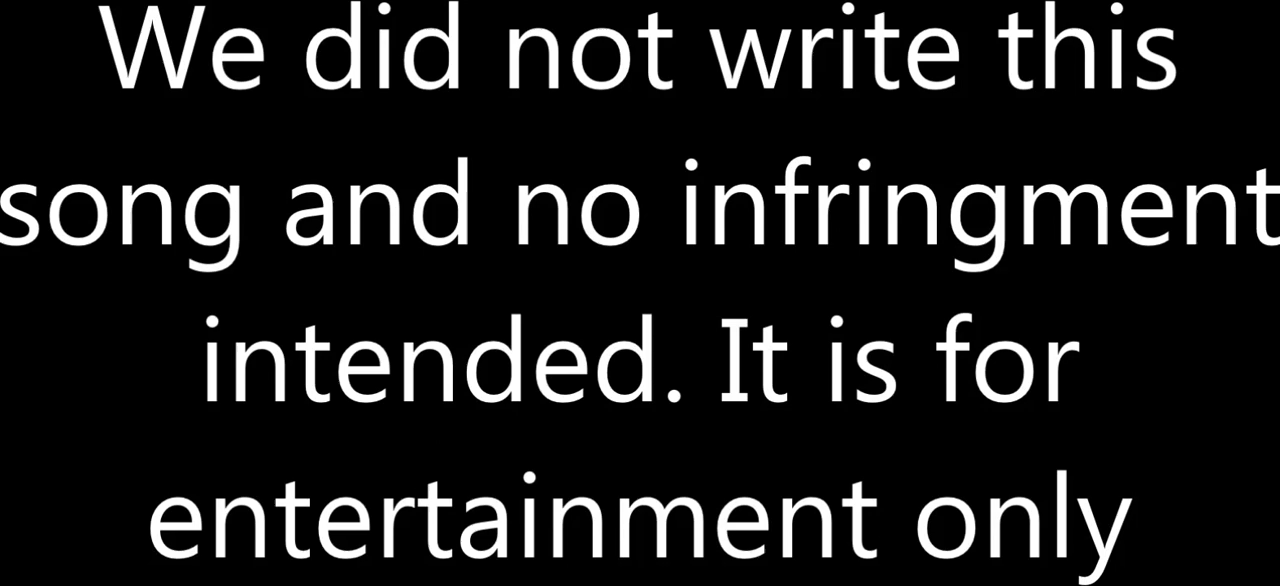 We did not write this
song and no infringment
intended. It is for
entertainment only